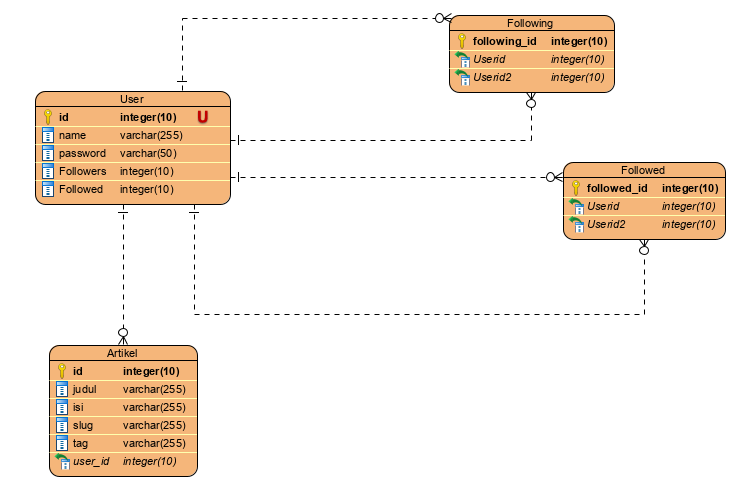 Following
following_id integer(10)
Userid integer(10)
Userid2 integer(10)
User
id integer(10) U
name varchar(255)
password varchar(50)
Followers integer(10)
Followed integer(10)
Followed
followed_id integer(10)
Userid integer(10)
Userid2 integer(10)
Artikel
id integer(10)
judul varchar(255)
isi varchar(255)
slug varchar(255)
tag varchar(255)
user_id integer(10)